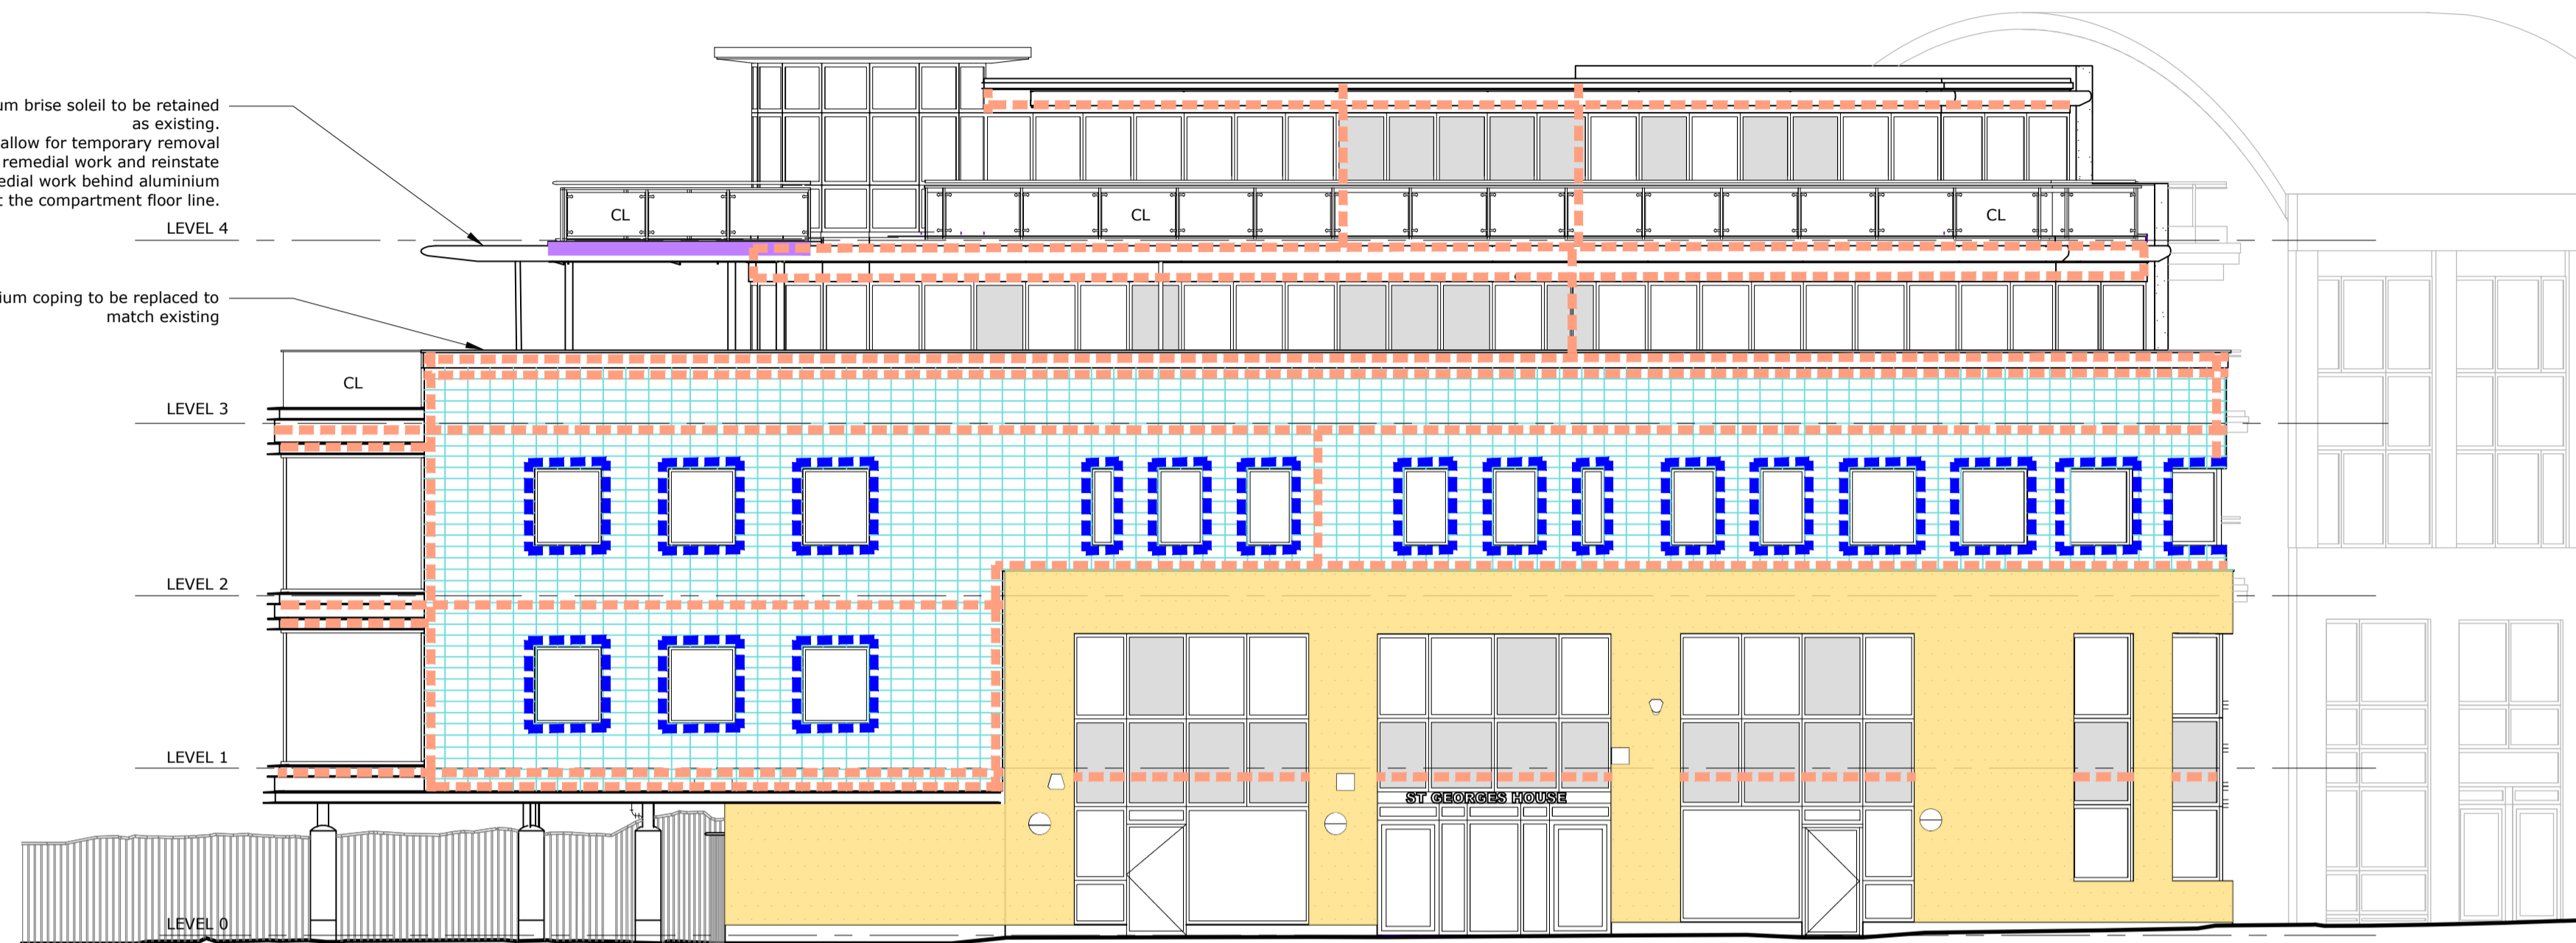 um brise soleil to be retained
as existing.
allow for temporary removal
remedial work and reinstate
edial work behind aluminium
t the compartment floor line.
LEVEL 4
CL
CL
CL
ium coping to be replaced to
match existing
CL
LEVEL 3
LEVEL 2
LEVEL 1
ST GEORGES HOUSE
LEVEL 0